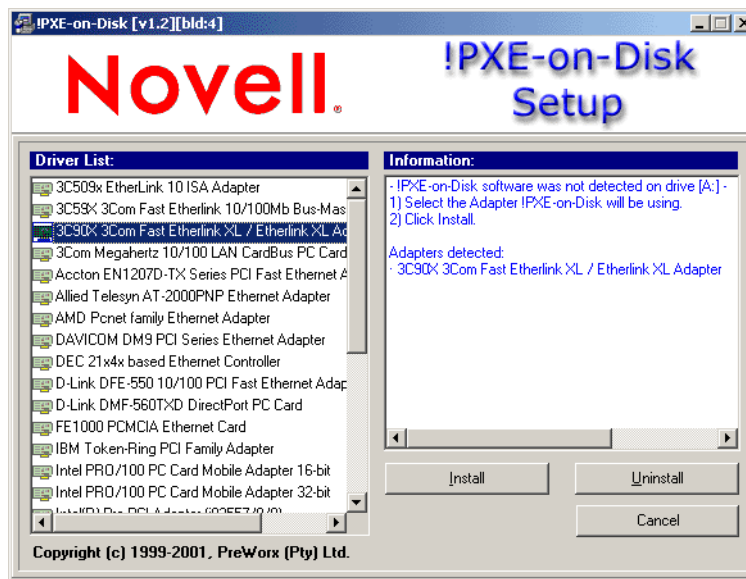 !PXE-on-Disk [v1.2][bld:4]
Novell®
!PXE-on-Disk
Setup
Driver List:
3C509x EtherLink 10 ISA Adapter
3C59X 3Com Fast Etherlink 10/100Mb Bus-Mas
3C90X 3Com Fast Etherlink XL / Etherlink XL Ad
3Com Megahertz 10/100 LAN CardBus PC Card
Accton EN1207D-TX Series PCI Fast Ethernet A
Allied Telesyn AT-2000PNP Ethernet Adapter
AMD Pcnet family Ethernet Adapter
DAVICOM DM9 PCI Series Ethernet Adapter
DEC 21x4x based Ethernet Controller
D-Link DFE-550 10/100 PCI Fast Ethernet Adap
D-Link DMF-560TXD DirectPort PC Card
FE1000 PCMCIA Ethernet Card
IBM Token-Ring PCI Family Adapter
Intel PRO/100 PC Card Mobile Adapter 16-bit
Intel PRO/100 PC Card Mobile Adapter 32-bit
Information:
- !PXE-on-Disk software was not detected on drive [A:] -
1) Select the Adapter !PXE-on-Disk will be using.
2) Click Install.
Adapters detected:
- 3C90X 3Com Fast Etherlink XL / Etherlink XL Adapter
Install
Uninstall
Cancel
Copyright (c) 1999-2001, PreWorx (Pty) Ltd.